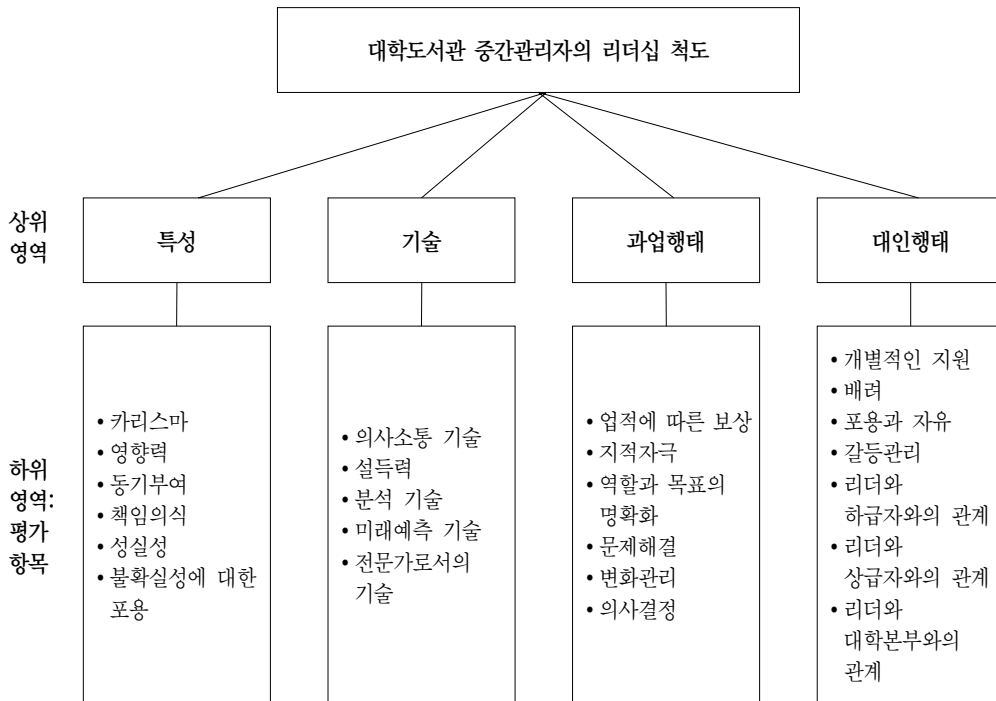 대학도서관 중간관리자의 리더십 척도
상위
영역
특성
기술
과업행태
대인행태
하위
영역:
평가
항목
• 카리스마
• 영향력
• 동기부여
• 책임의식
• 성실성
• 불확실성에 대한
포용
• 의사소통 기술
• 설득력
• 분석 기술
• 미래예측 기술
• 전문가로서의
기술
• 업적에 따른 보상
• 지적자극
• 역할과 목표의
명확화
• 문제해결
• 변화관리
• 의사결정
• 개별적인 지원
• 배려
• 포용과 자유
• 갈등관리
• 리더와
하급자와의 관계
• 리더와
상급자와의 관계
• 리더와
대학본부와의
관계